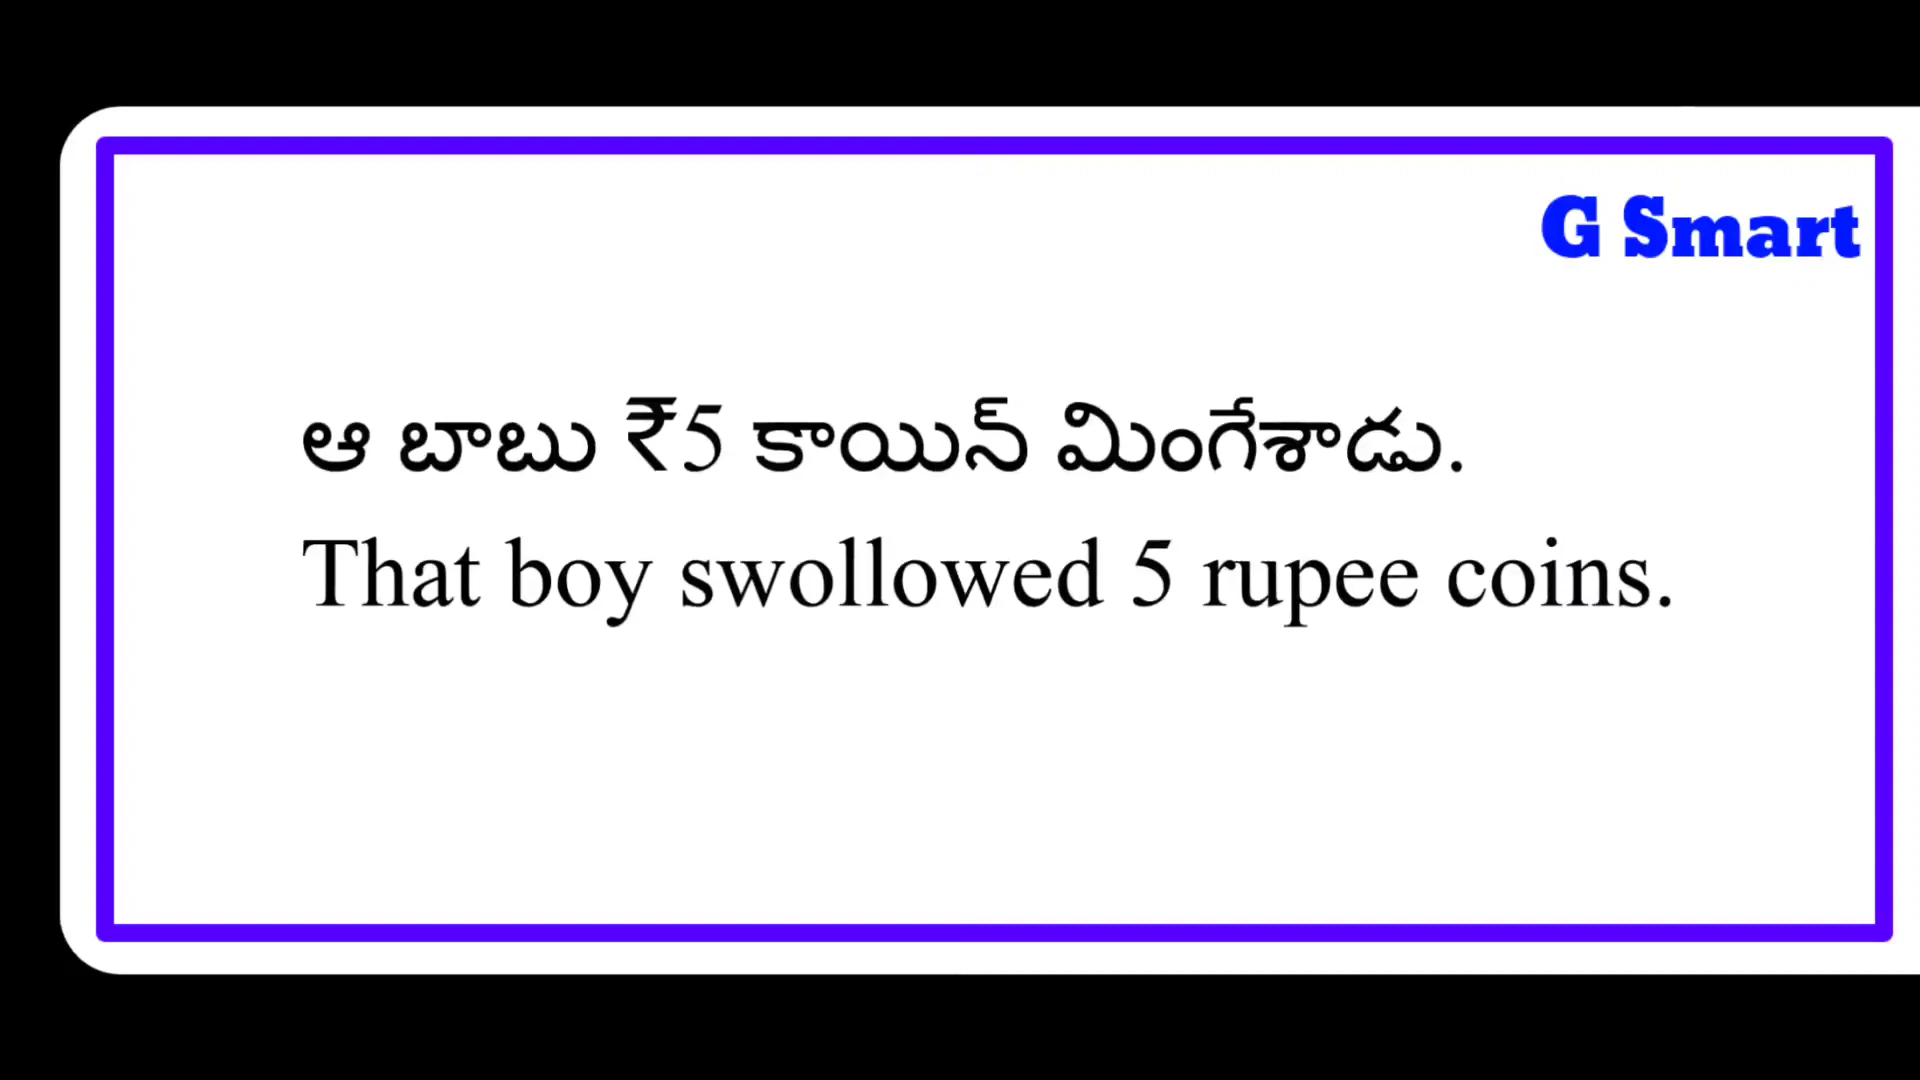 G Smart
ఆ బాబు ₹5 కాయిన్ మింగేశాడు.
That boy swollowed 5 rupee coins.